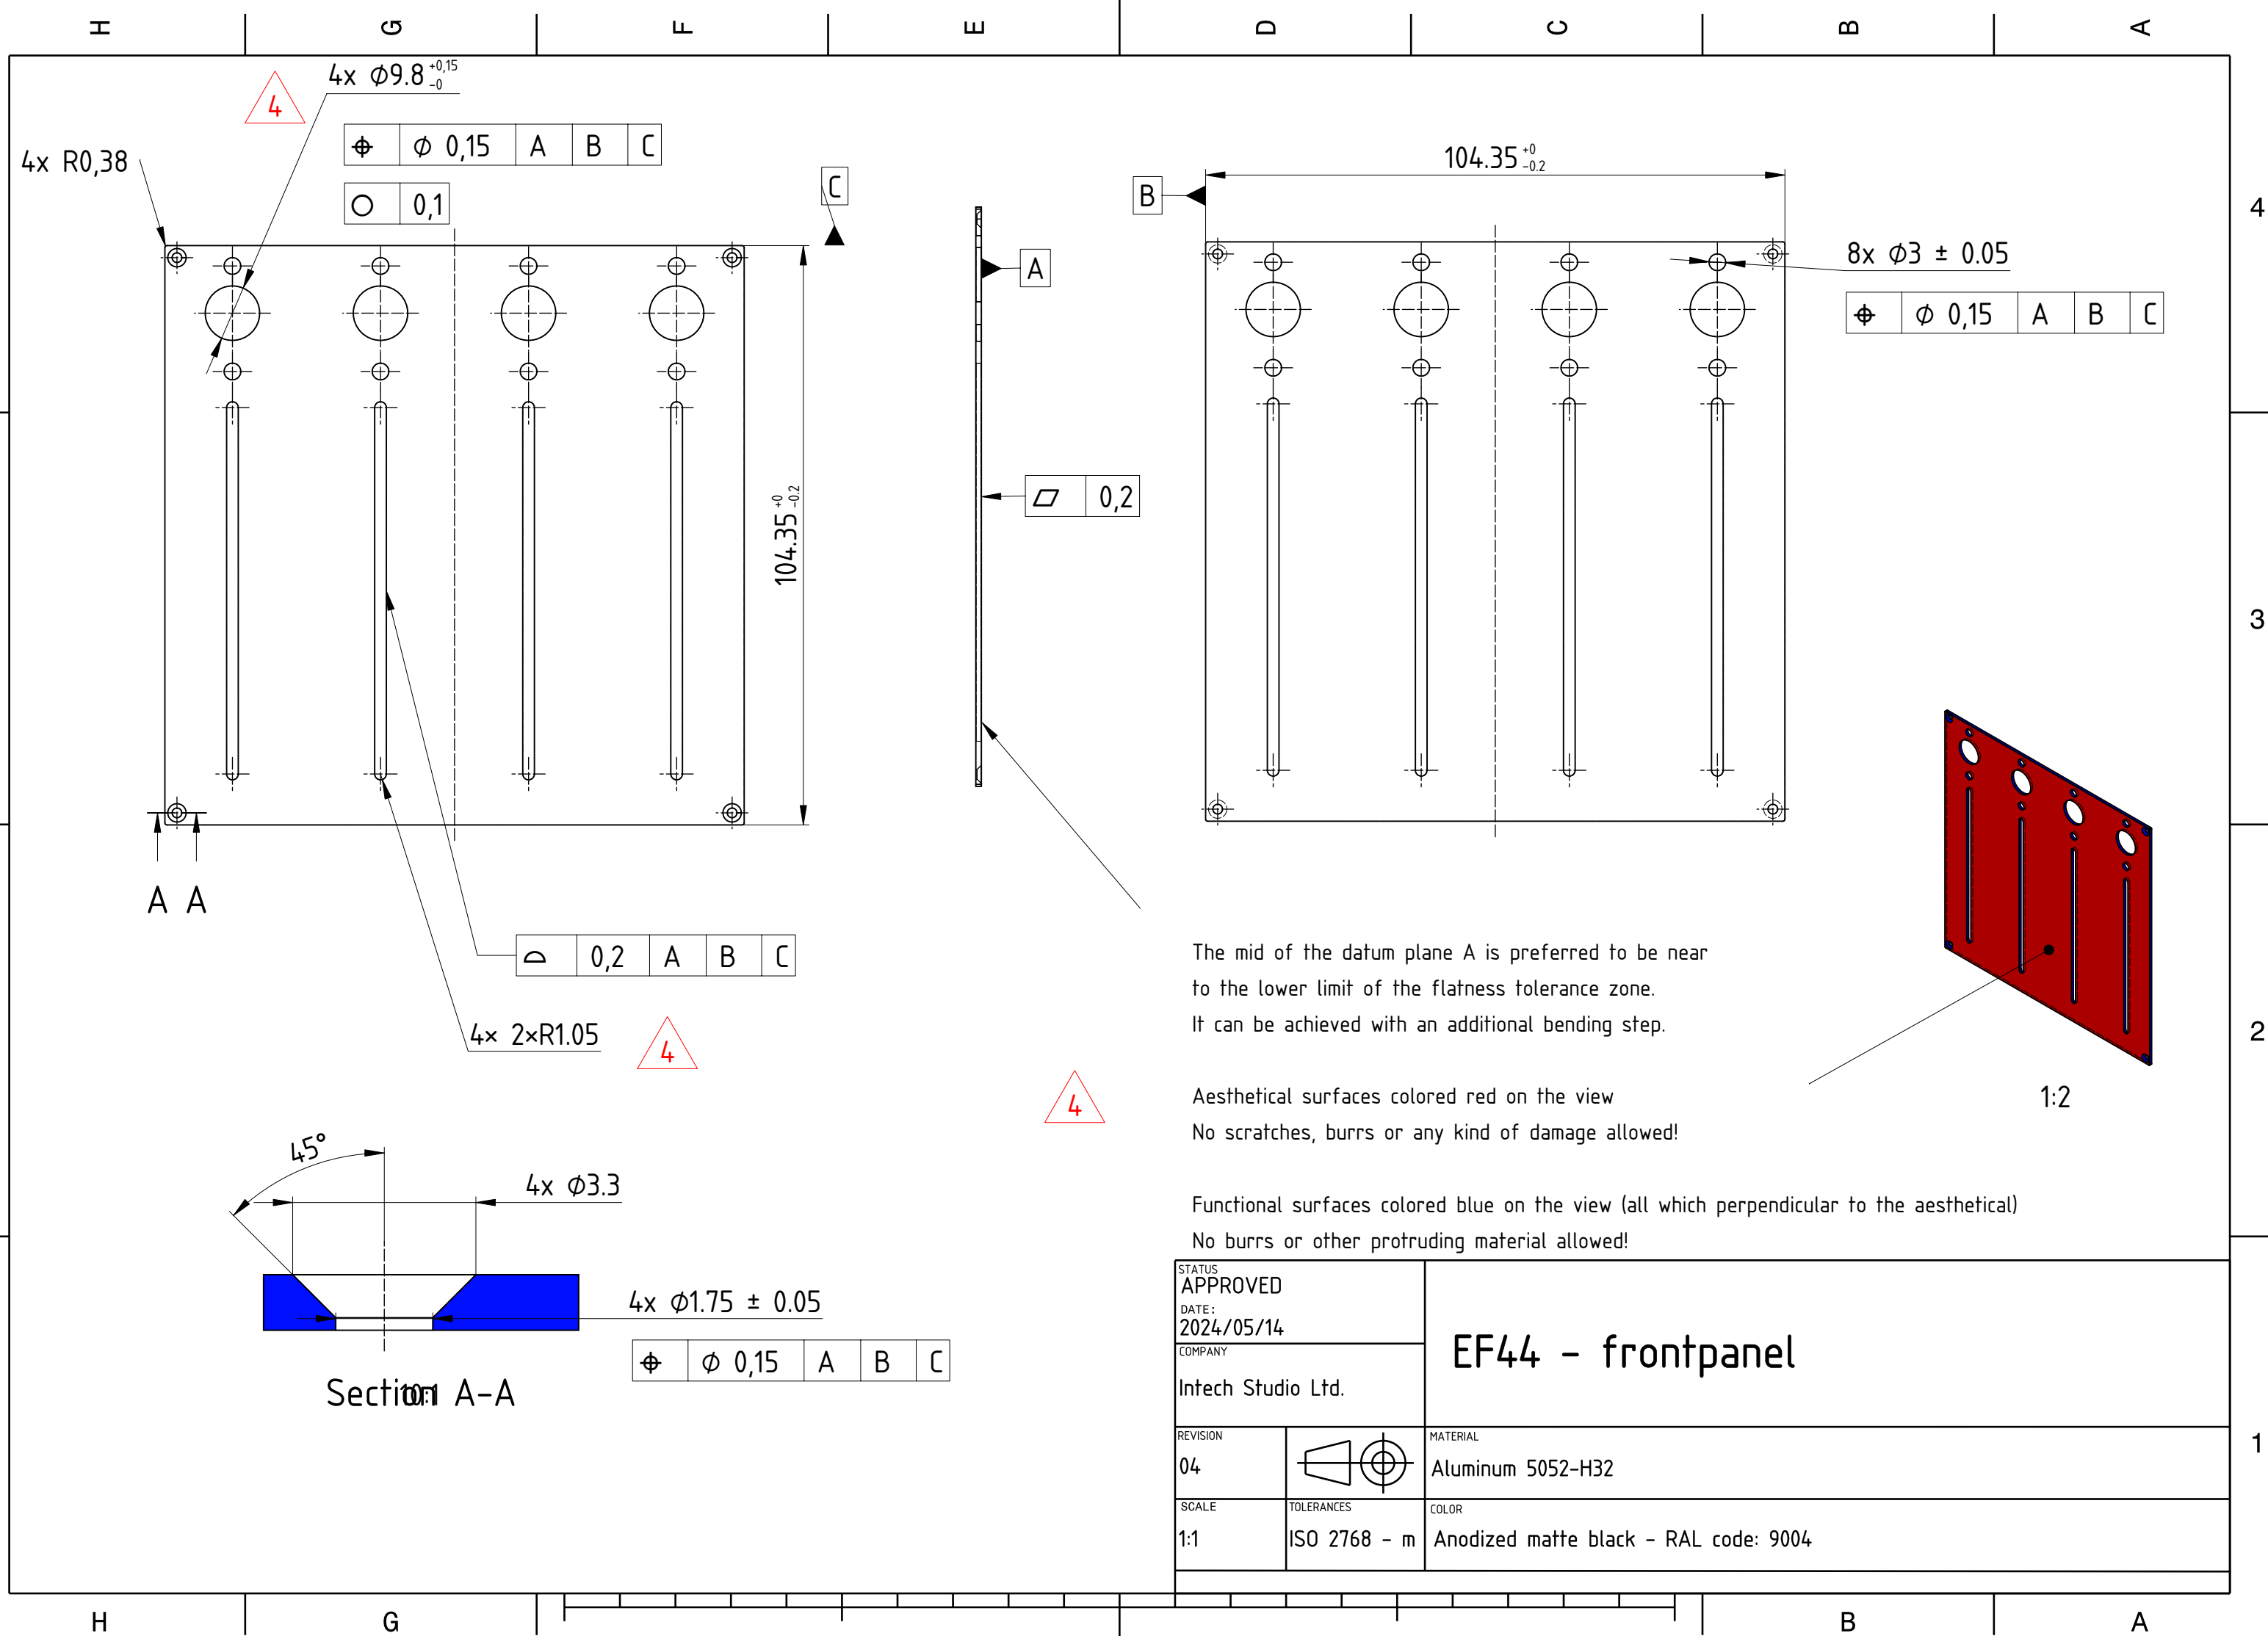 H G F E D C B A
4x Ø9.8 +0,15 -0
4
4x R0,38
⌖ Ø 0,15 A B C
○ 0,1
C
A
B
104.35 +0 -0.2
4
8x Ø3 ± 0.05
⌖ Ø 0,15 A B C
104.35 +0 -0.2
⏥ 0,2
3
A A
⌓ 0,2 A B C
4× 2×R1.05
4
The mid of the datum plane A is preferred to be near
to the lower limit of the flatness tolerance zone.
It can be achieved with an additional bending step.
2
4
Aesthetical surfaces colored red on the view
No scratches, burrs or any kind of damage allowed!
1:2
Functional surfaces colored blue on the view (all which perpendicular to the aesthetical)
No burrs or other protruding material allowed!
45°
4x Ø3.3
4x Ø1.75 ± 0.05
⌖ Ø 0,15 A B C
Section A-A
10:1
STATUS
APPROVED
DATE:
2024/05/14
COMPANY
Intech Studio Ltd.
EF44 - frontpanel
REVISION
04
MATERIAL
Aluminum 5052-H32
SCALE
1:1
TOLERANCES
ISO 2768 - m
COLOR
Anodized matte black - RAL code: 9004
1
H G B A